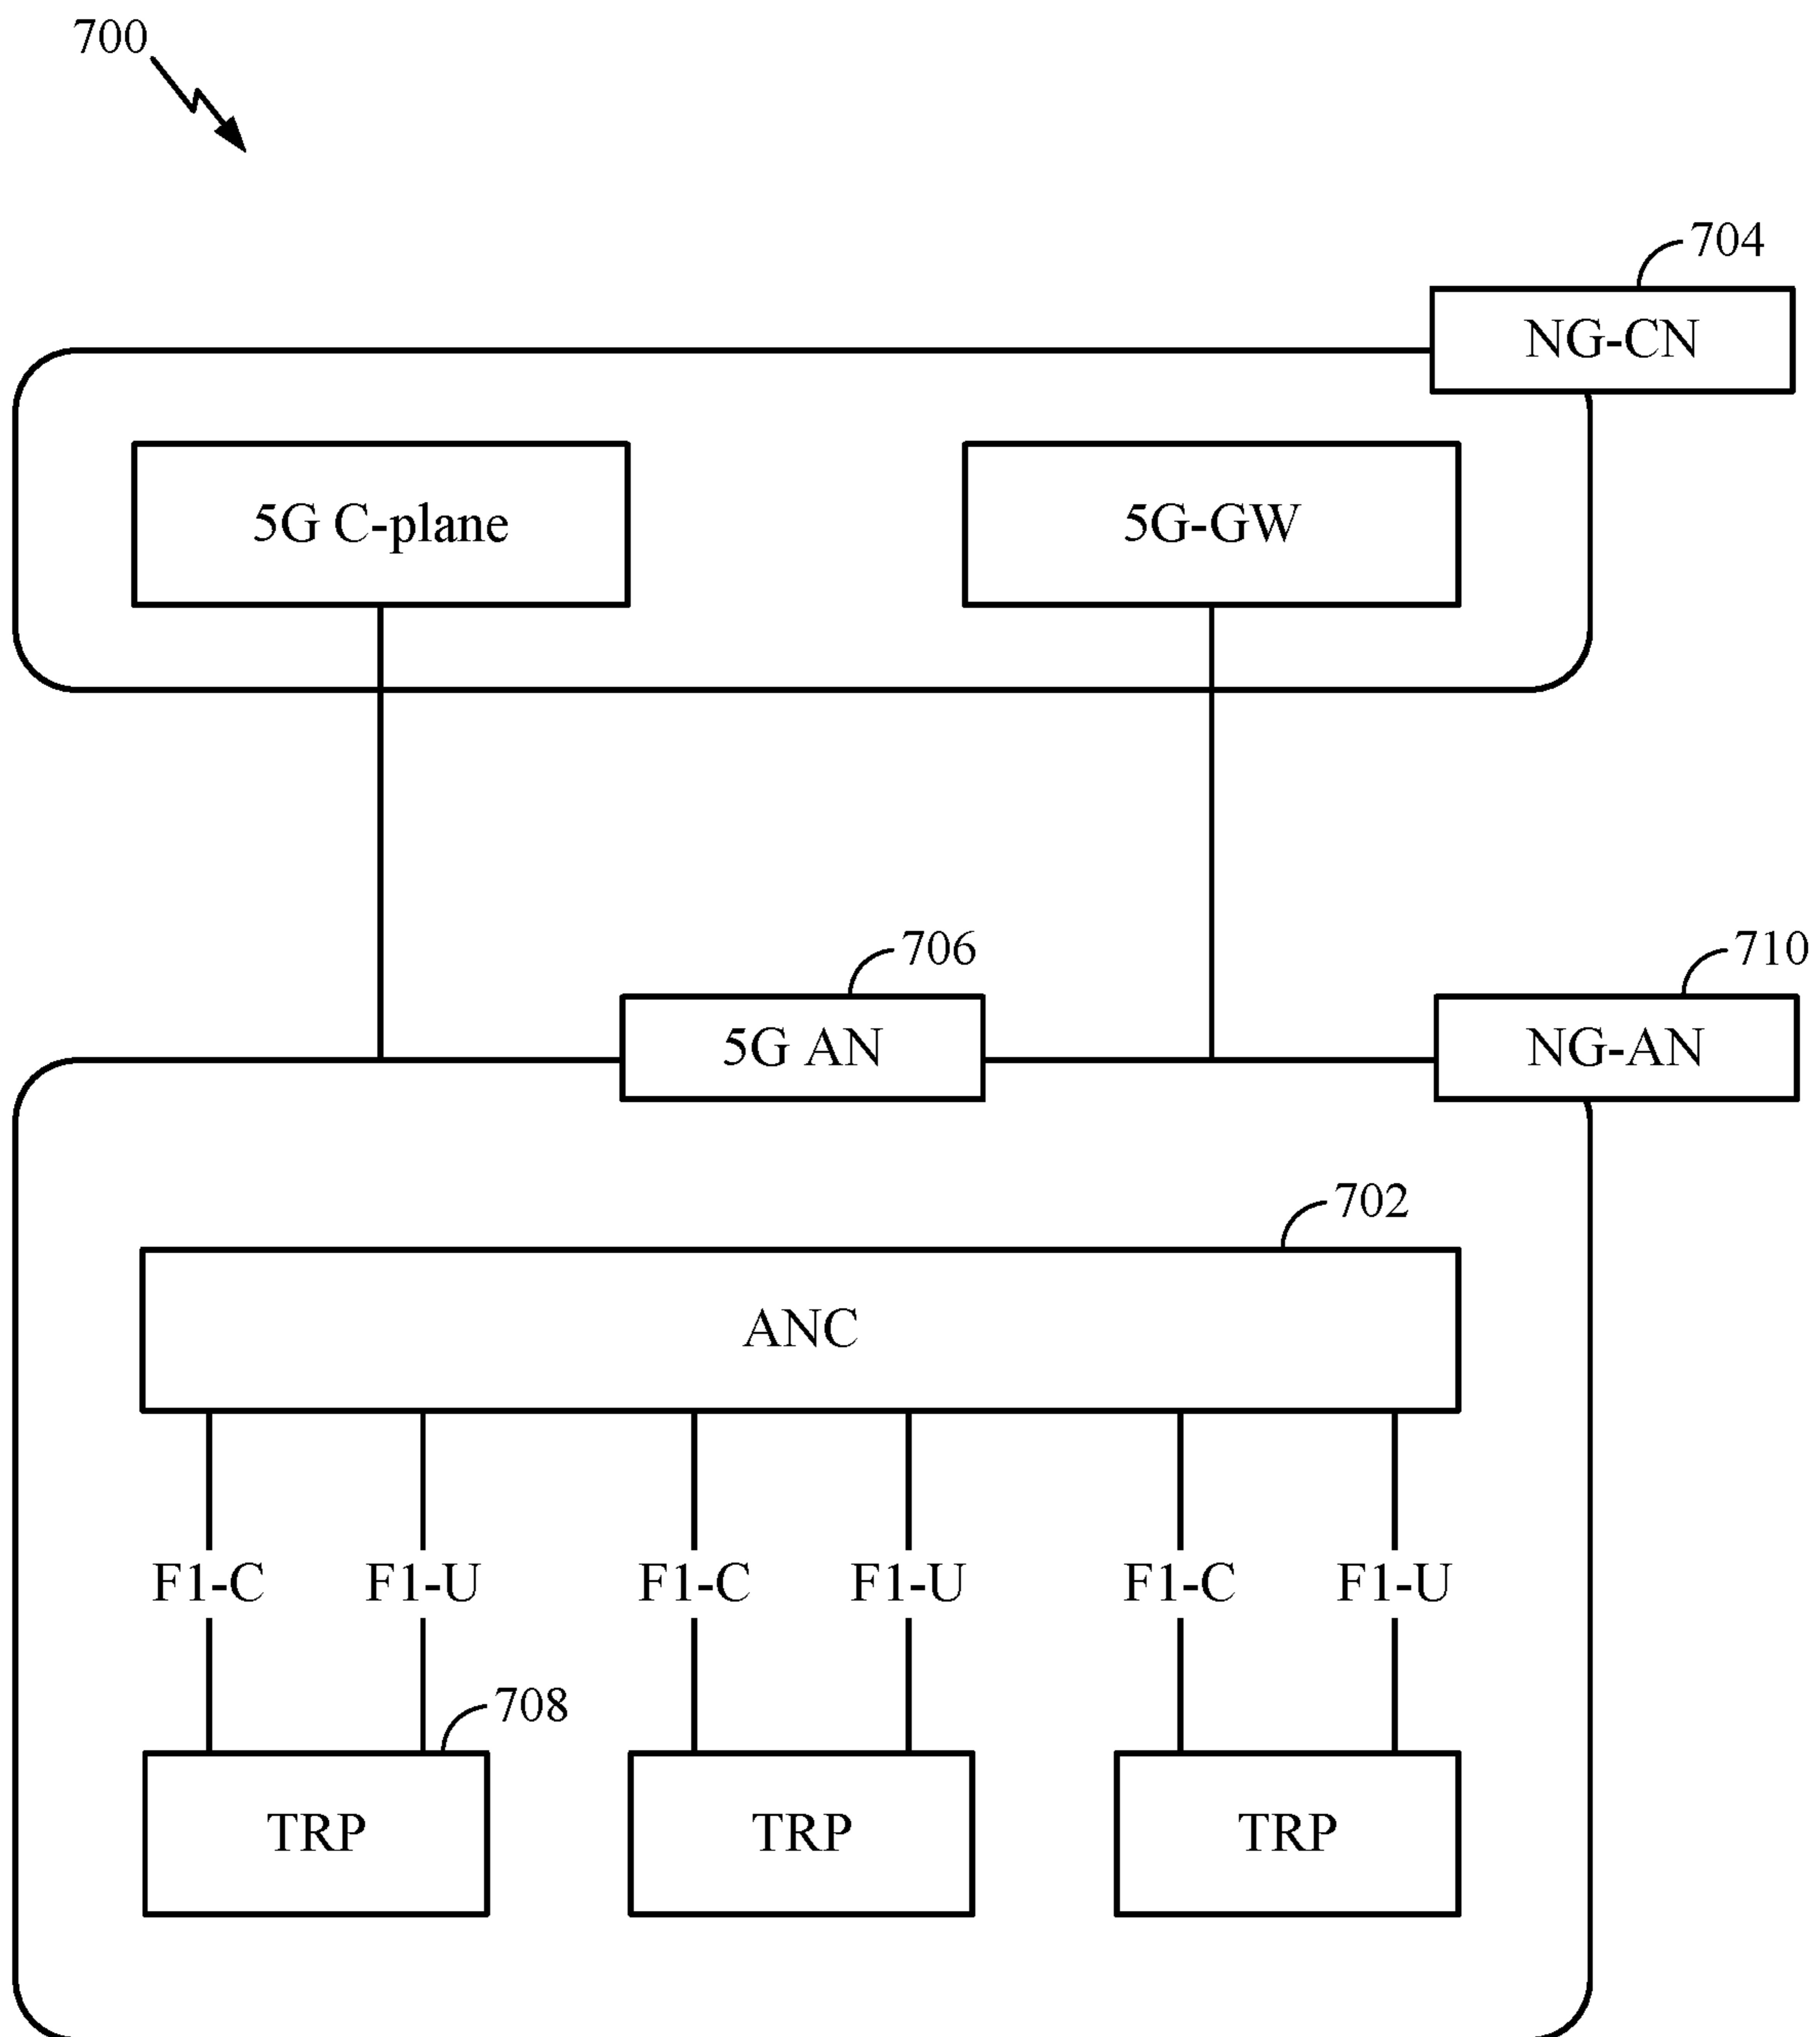 700
704
NG-CN
5G C-plane
5G-GW
706
710
5G AN
NG-AN
702
ANC
F1-C F1-U F1-C F1-U F1-C F1-U
708
TRP TRP TRP